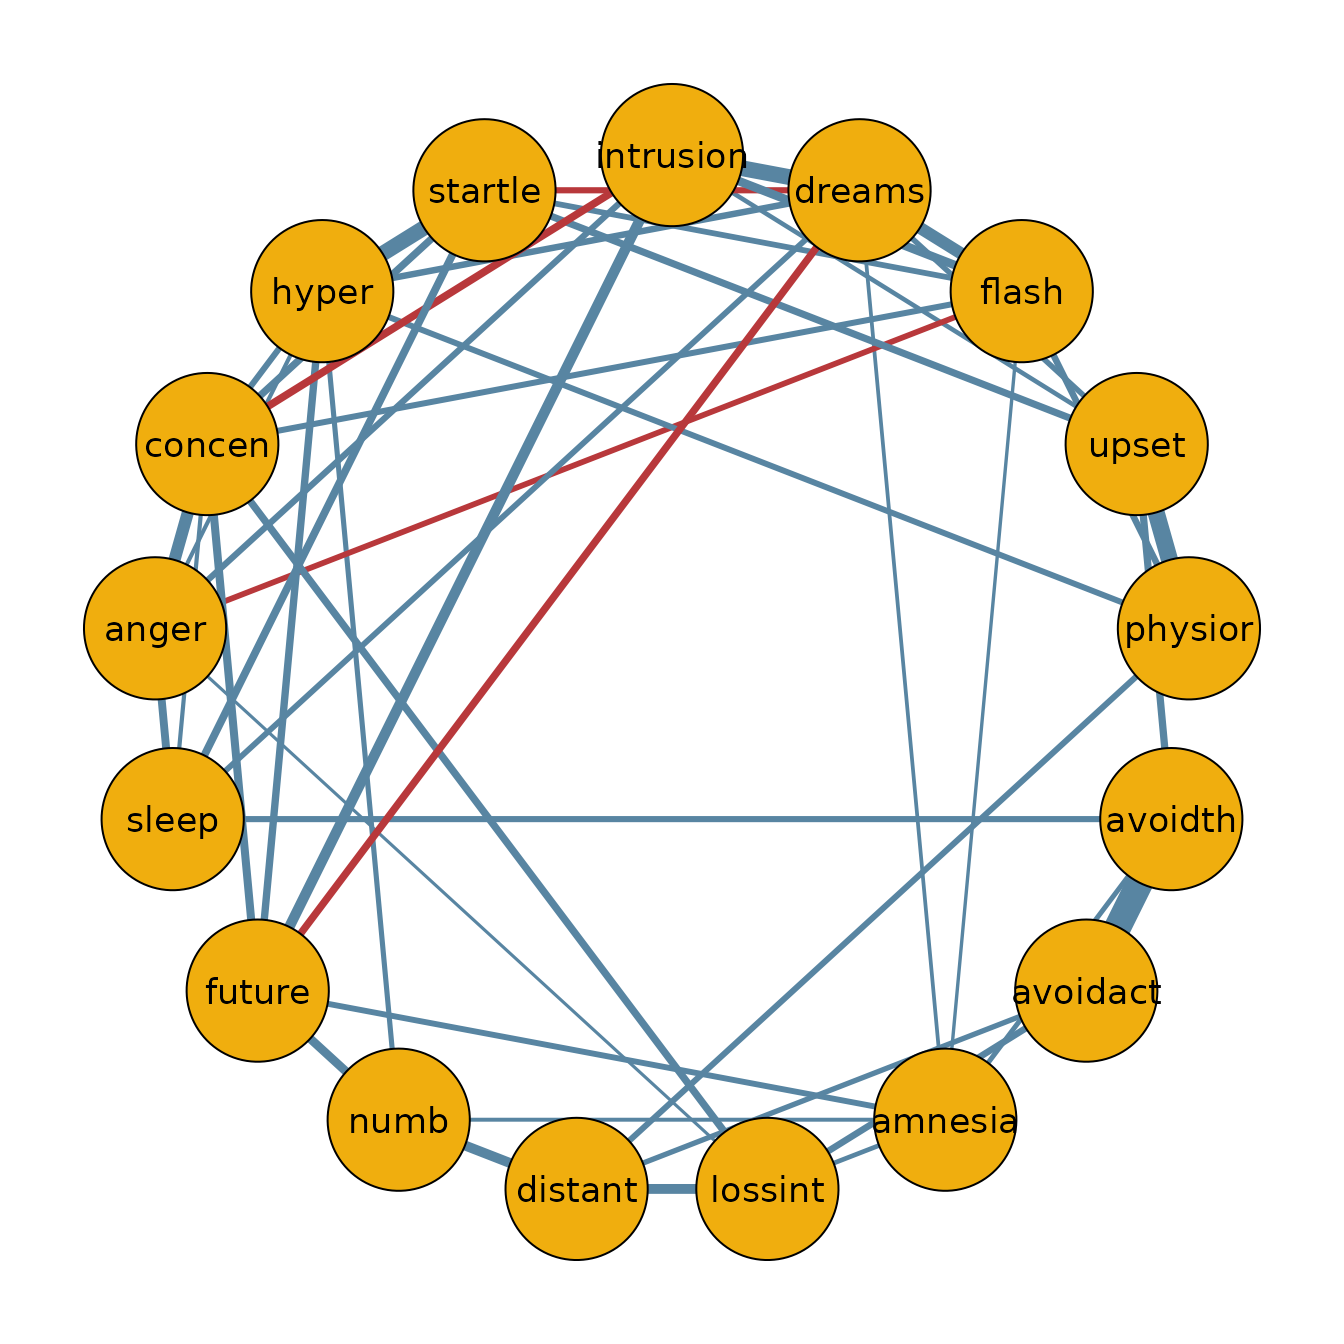 intrusion
startle
dreams
hyper
flash
concen
upset
anger
physior
sleep
avoidth
future
avoidact
numb
amnesia
distant
lossint